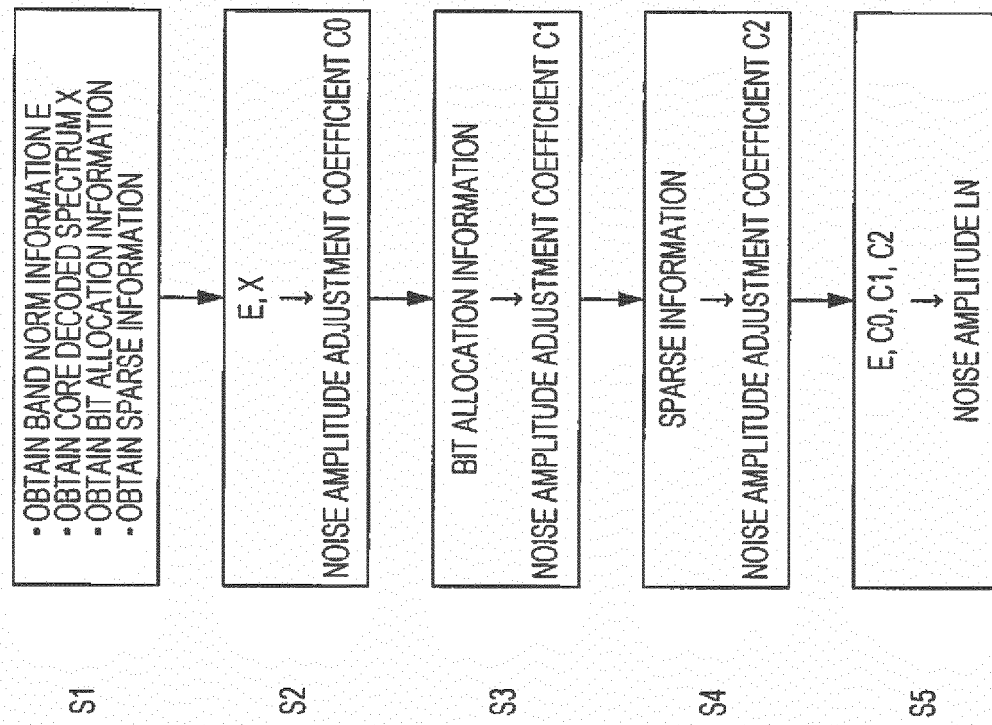 S1
• OBTAIN BAND NORM INFORMATION E
• OBTAIN CORE DECODED SPECTRUM X
• OBTAIN BIT ALLOCATION INFORMATION
• OBTAIN SPARSE INFORMATION
S2
E, X
↓
NOISE AMPLITUDE ADJUSTMENT COEFFICIENT C0
S3
BIT ALLOCATION INFORMATION
↓
NOISE AMPLITUDE ADJUSTMENT COEFFICIENT C1
S4
SPARSE INFORMATION
↓
NOISE AMPLITUDE ADJUSTMENT COEFFICIENT C2
S5
E, C0, C1, C2
↓
NOISE AMPLITUDE LN